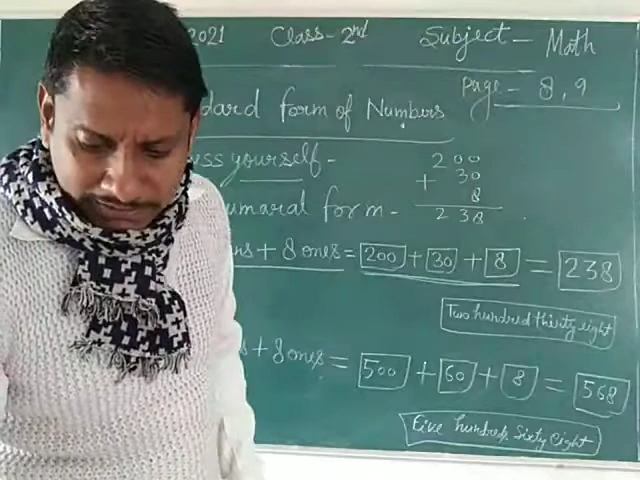 2021 Class-2nd Subject - Math
Page - 8, 9
dard form of Numbers
ss yourself-
200
+ 30
8
238
umaral form-
ns + 8 ones = 200 + 30 + 8 = 238
Two hundred thirty eight
s + 8 ones = 500 + 60 + 8 = 568
Five hundred Sixty eight